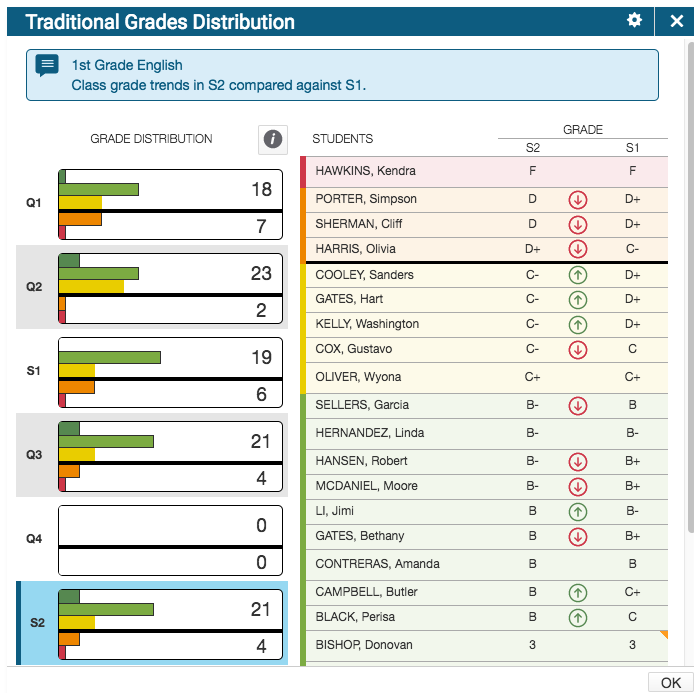 Traditional Grades Distribution
1st Grade English
Class grade trends in S2 compared against S1.
GRADE DISTRIBUTION
i
Q1
18
7
Q2
23
2
S1
19
6
Q3
21
4
Q4
0
0
S2
21
4
STUDENTS GRADE
S2 S1
HAWKINS, Kendra F F
PORTER, Simpson D D+
SHERMAN, Cliff D D+
HARRIS, Olivia D+ C-
COOLEY, Sanders C- D+
GATES, Hart C- D+
KELLY, Washington C- D+
COX, Gustavo C- C
OLIVER, Wyona C+ C+
SELLERS, Garcia B- B
HERNANDEZ, Linda B- B-
HANSEN, Robert B- B+
MCDANIEL, Moore B- B+
LI, Jimi B B-
GATES, Bethany B B+
CONTRERAS, Amanda B B
CAMPBELL, Butler B C+
BLACK, Perisa B C
BISHOP, Donovan 3 3
OK